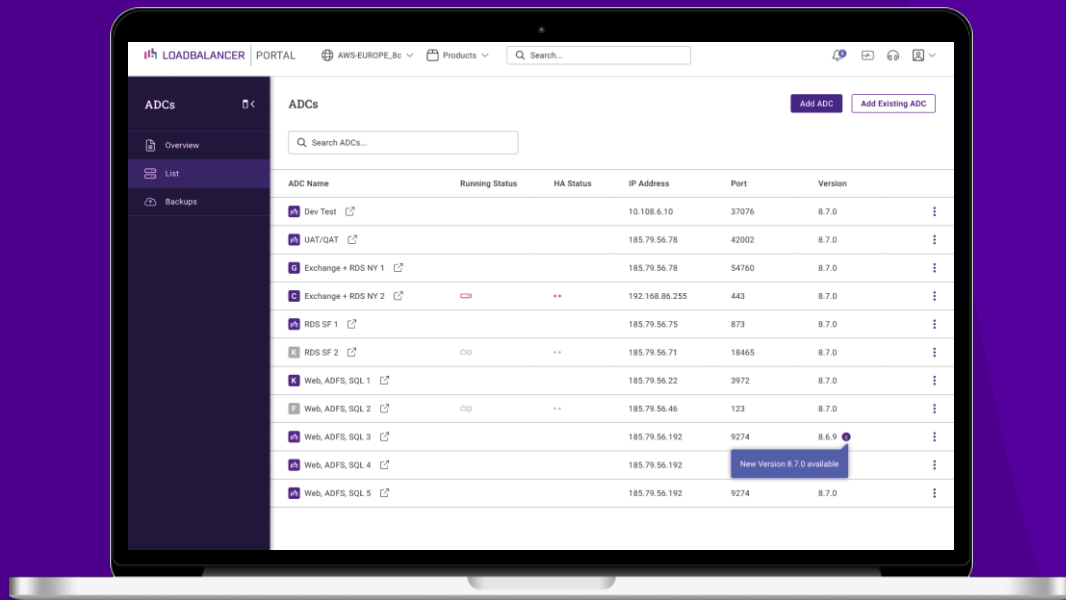 LOADBALANCER PORTAL AWS-EUROPE_8c Products Search...
ADCs
Overview
List
Backups
ADCs Add ADC Add Existing ADC
Search ADCs...
ADC Name Running Status HA Status IP Address Port Version
Dev Test 10.108.6.10 37076 8.7.0
UAT/QAT 185.79.56.78 42002 8.7.0
G Exchange + RDS NY 1 185.79.56.78 54760 8.7.0
C Exchange + RDS NY 2 192.168.86.255 443 8.7.0
RDS SF 1 185.79.56.75 873 8.7.0
K RDS SF 2 185.79.56.71 18465 8.7.0
K Web, ADFS, SQL 1 185.79.56.22 3972 8.7.0
F Web, ADFS, SQL 2 185.79.56.46 123 8.7.0
Web, ADFS, SQL 3 185.79.56.192 9274 8.6.9
Web, ADFS, SQL 4 185.79.56.192
New Version 8.7.0 available
Web, ADFS, SQL 5 185.79.56.192 9274 8.7.0